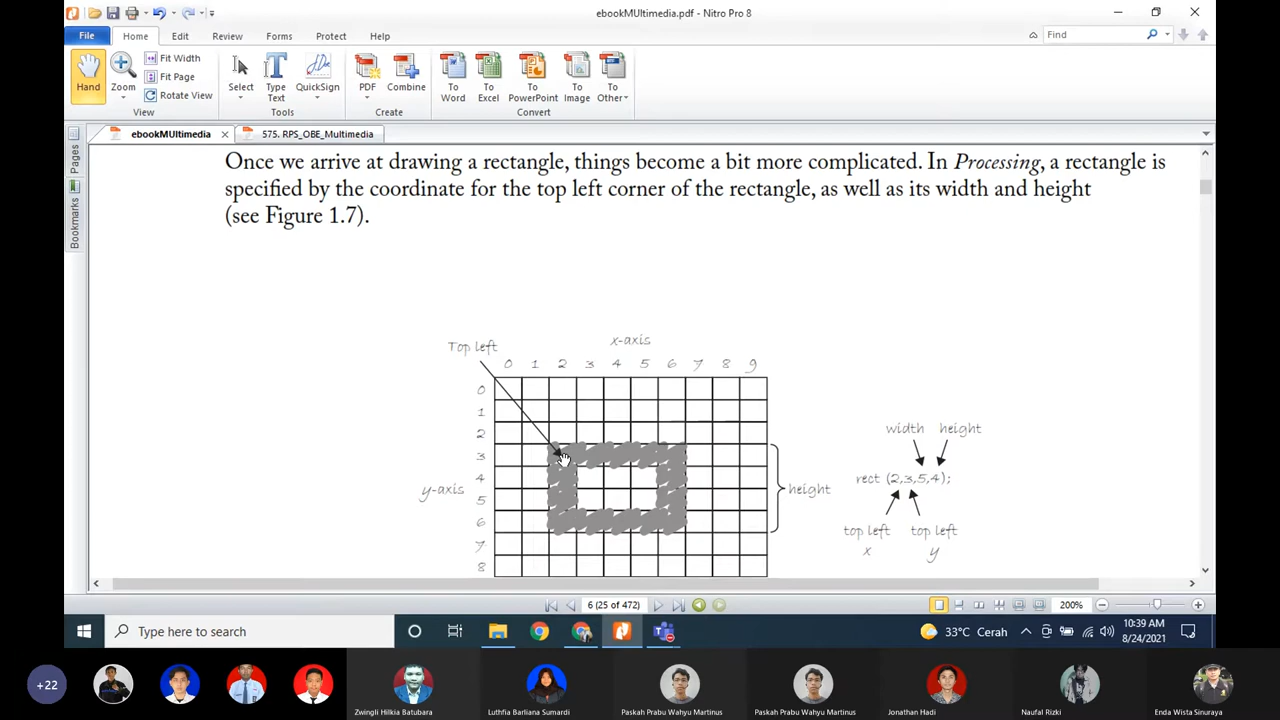 ebookMUltimedia.pdf - Nitro Pro 8
File Home Edit Review Forms Protect Help Find
Hand Zoom Fit Width Fit Page Rotate View Select Type Text QuickSign PDF Combine To Word To Excel To PowerPoint To Image To Other
View Tools Create Convert
ebookMUltimedia 575. RPS_OBE_Multimedia
Pages
Bookmarks
Once we arrive at drawing a rectangle, things become a bit more complicated. In Processing, a rectangle is
specified by the coordinate for the top left corner of the rectangle, as well as its width and height
(see Figure 1.7).
x-axis
Top left
0 1 2 3 4 5 6 7 8 9
0
1
2
3
4
5
6
7
8
y-axis
height
width height
rect (2,3,5,4);
top left top left
x y
6 (25 of 472) 200%
Type here to search 33°C Cerah 10:39 AM
8/24/2021
+22 Zwingli Hilkia Batubara Luthfia Barliana Sumardi Paskah Prabu Wahyu Martinus Paskah Prabu Wahyu Martinus Jonathan Hadi Naufal Rizki Enda Wista Sinuraya